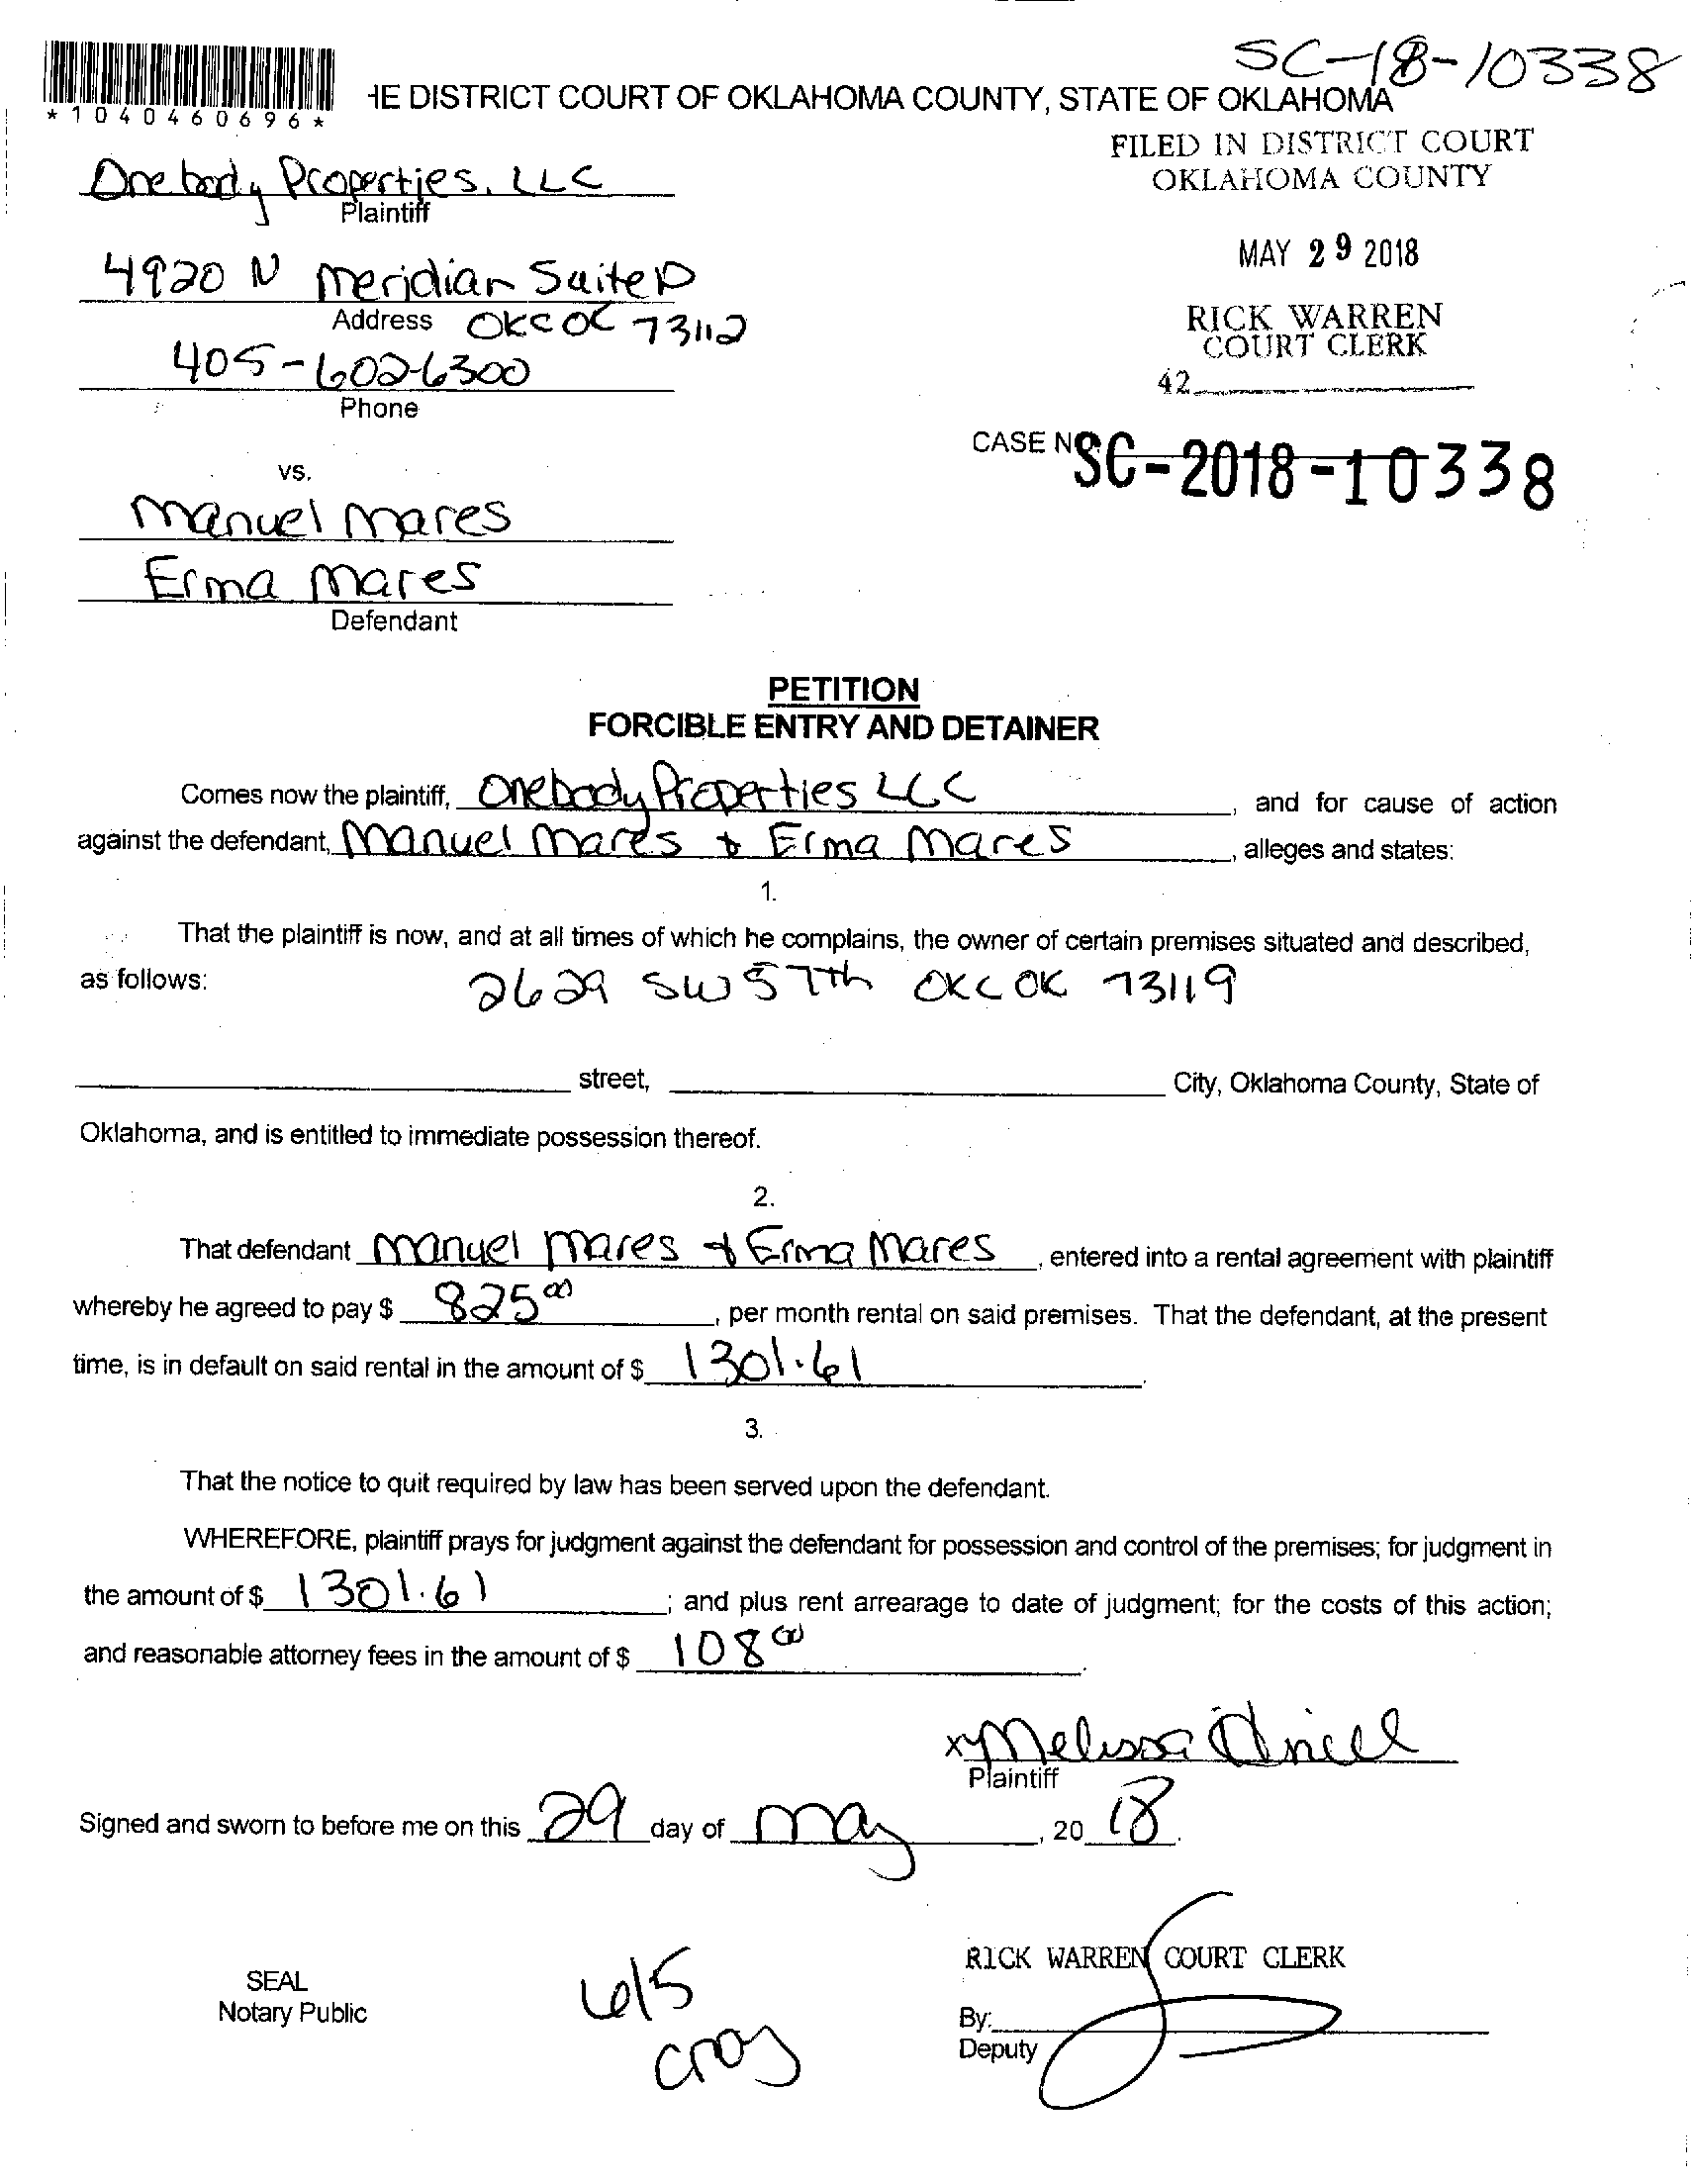 SC-18-10338
*1040460696*
HE DISTRICT COURT OF OKLAHOMA COUNTY, STATE OF OKLAHOMA
FILED IN DISTRICT COURT
OKLAHOMA COUNTY
Onebody Properties, LLC
Plaintiff
MAY 29 2018
4920 N Meridian Suite D
Address OKC OK 73112
RICK WARREN
COURT CLERK
405-602-6300
42
Phone
CASE NO SC-2018-10338
vs.
Manuel Mares
Erma Mares
Defendant
PETITION
FORCIBLE ENTRY AND DETAINER
Comes now the plaintiff, Onebody Properties LLC, and for cause of action
against the defendant, Manuel Mares & Erma Mares, alleges and states:
1.
That the plaintiff is now, and at all times of which he complains, the owner of certain premises situated and described,
as follows: 2629 SW 57th OKC OK 73119
street, City, Oklahoma County, State of
Oklahoma, and is entitled to immediate possession thereof.
2.
That defendant Manuel Mares & Erma Mares, entered into a rental agreement with plaintiff
whereby he agreed to pay $ 825 00, per month rental on said premises. That the defendant, at the present
time, is in default on said rental in the amount of $ 1301.61.
3.
That the notice to quit required by law has been served upon the defendant.
WHEREFORE, plaintiff prays for judgment against the defendant for possession and control of the premises; for judgment in
the amount of $ 1301.61; and plus rent arrearage to date of judgment; for the costs of this action;
and reasonable attorney fees in the amount of $ 108 00.
x Melissa
Plaintiff
Signed and sworn to before me on this 29 day of May, 20 18.
RICK WARREN COURT CLERK
SEAL
Notary Public
6/5
By:
Deputy